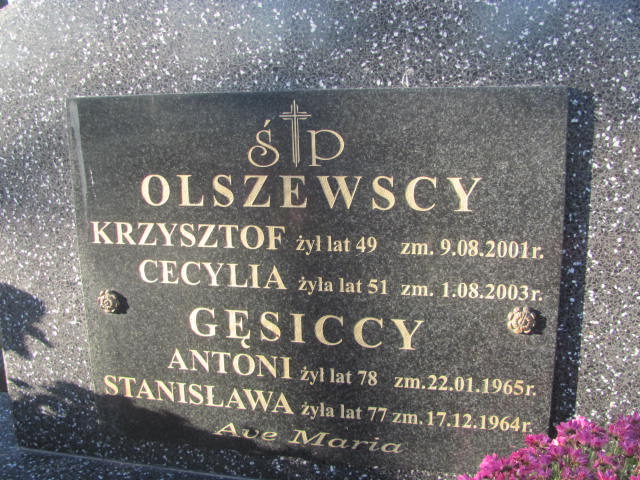 Ś†P
OLSZEWSCY
KRZYSZTOF żył lat 49 zm. 9.08.2001r.
CECYLIA żyła lat 51 zm. 1.08.2003r.
GĘSICCY
ANTONI żył lat 78 zm. 22.01.1965r.
STANISŁAWA żyła lat 77 zm. 17.12.1964r.
Ave Maria